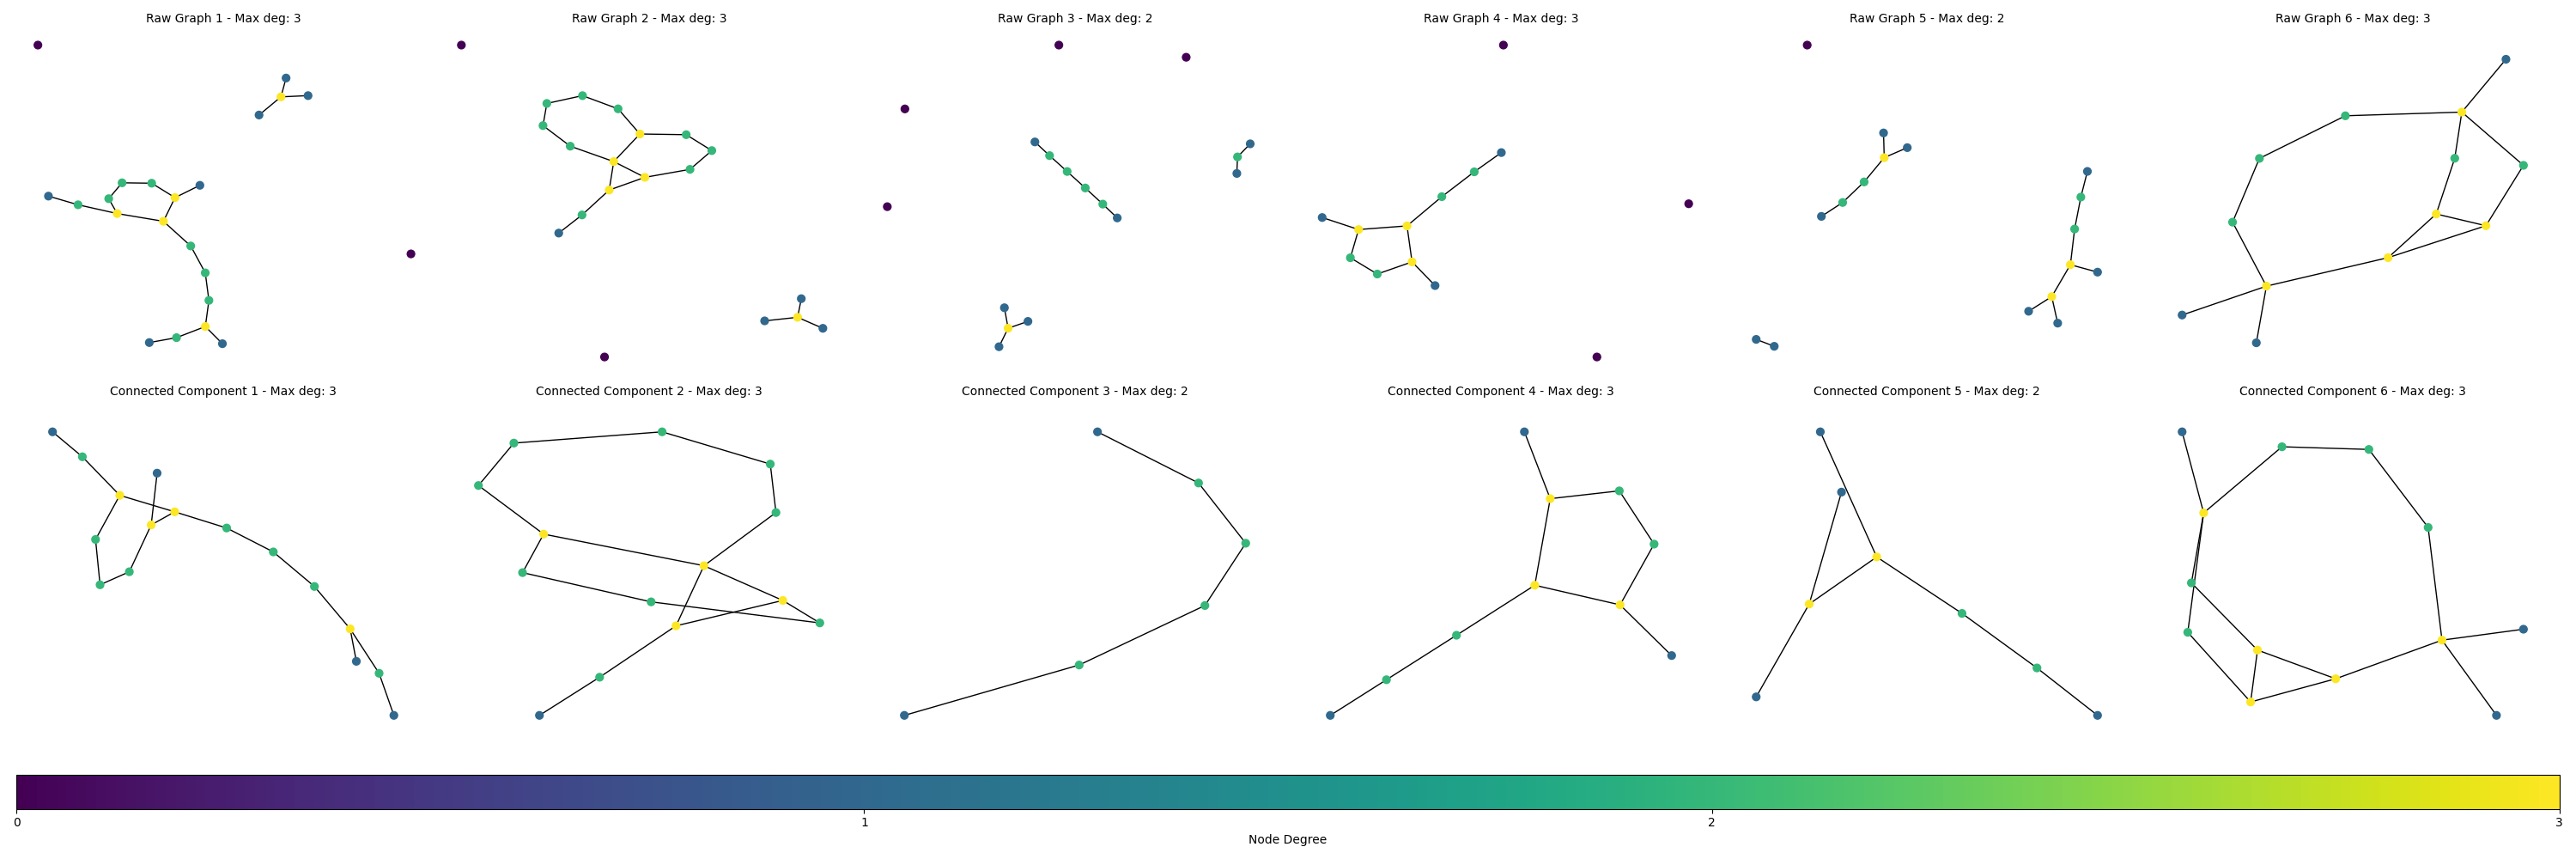 Raw Graph 1 - Max deg: 3
Raw Graph 2 - Max deg: 3
Raw Graph 3 - Max deg: 2
Raw Graph 4 - Max deg: 3
Raw Graph 5 - Max deg: 2
Raw Graph 6 - Max deg: 3
Connected Component 1 - Max deg: 3
Connected Component 2 - Max deg: 3
Connected Component 3 - Max deg: 2
Connected Component 4 - Max deg: 3
Connected Component 5 - Max deg: 2
Connected Component 6 - Max deg: 3
0
1
2
3
Node Degree